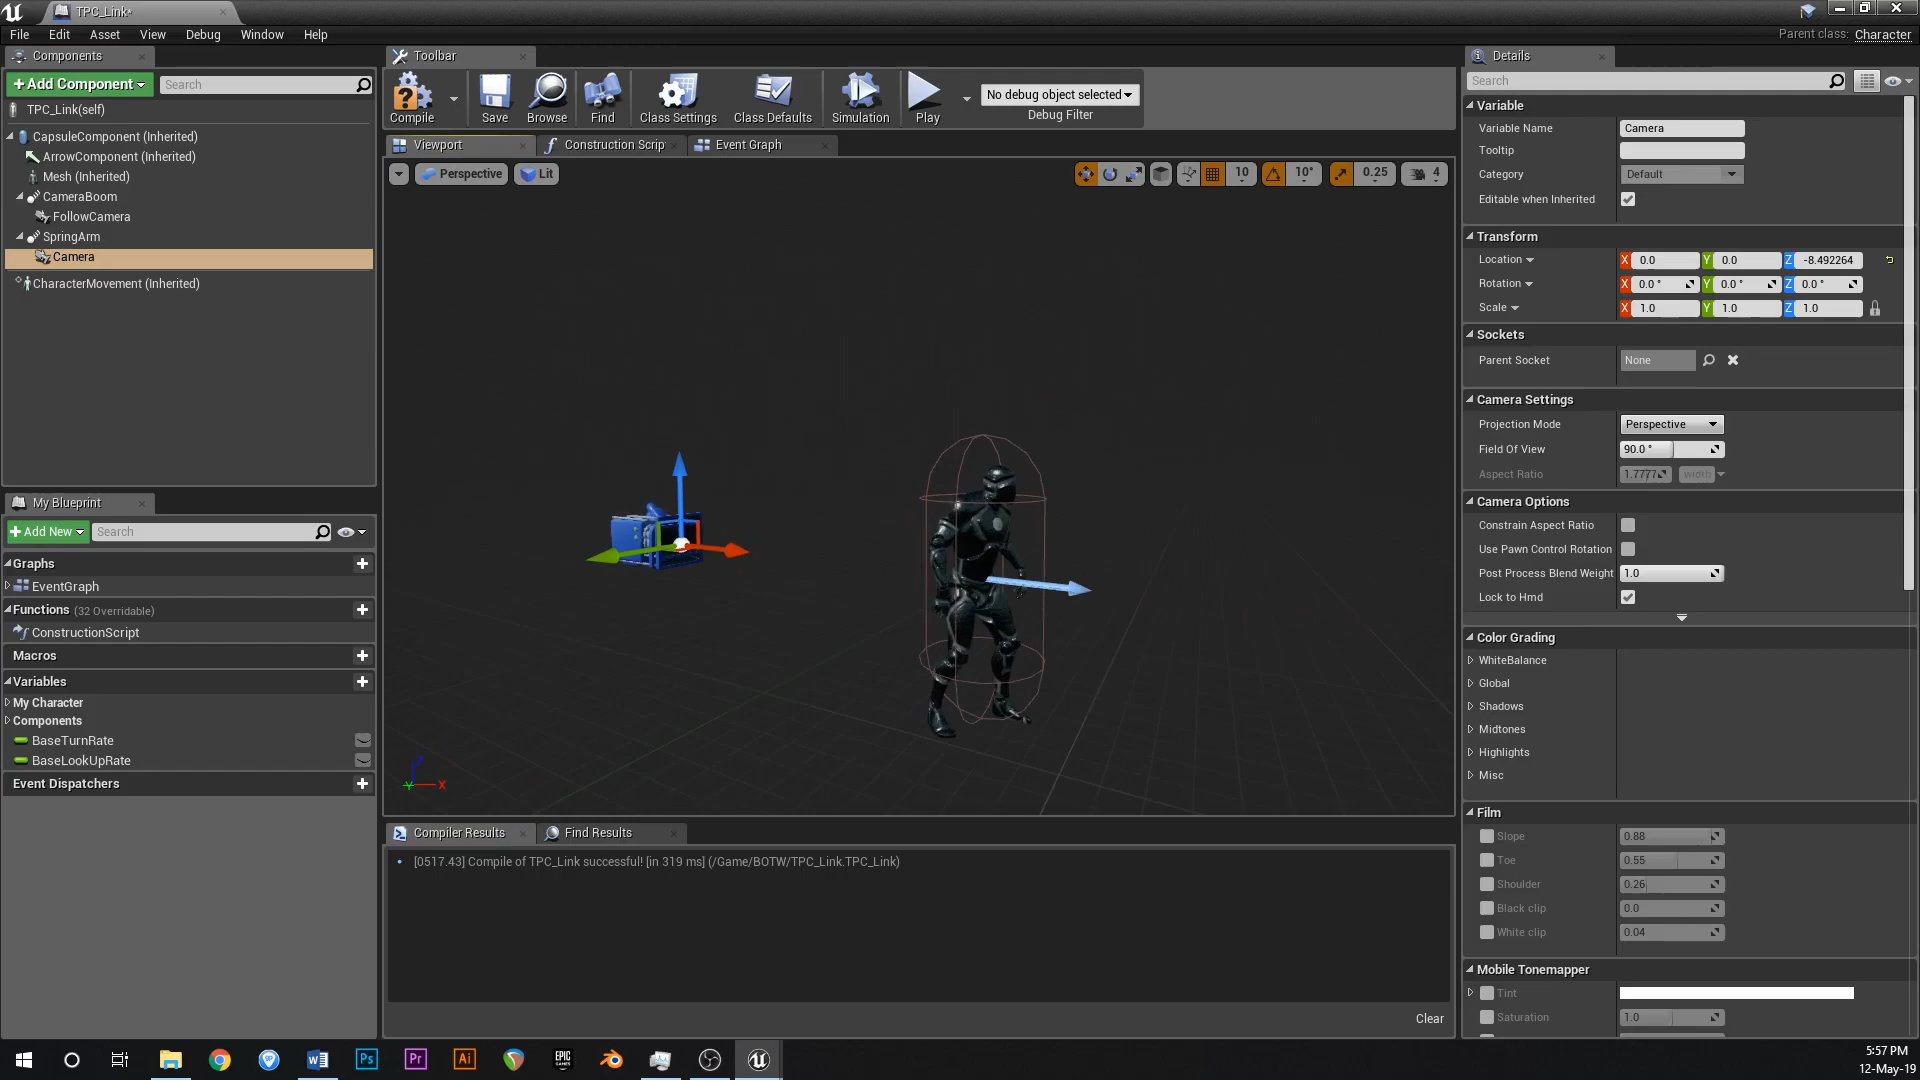 TPC_Link*
File Edit Asset View Debug Window Help
Parent class: Character
Components
+Add Component
Search
TPC_Link(self)
CapsuleComponent (Inherited)
ArrowComponent (Inherited)
Mesh (Inherited)
CameraBoom
FollowCamera
SpringArm
Camera
CharacterMovement (Inherited)
My Blueprint
+Add New
Search
Graphs
EventGraph
Functions (32 Overridable)
ConstructionScript
Macros
Variables
My Character
Components
BaseTurnRate
BaseLookUpRate
Event Dispatchers
Toolbar
Compile
Save
Browse
Find
Class Settings
Class Defaults
Simulation
Play
No debug object selected
Debug Filter
Viewport
Construction Scrip
Event Graph
Perspective
Lit
10
10°
0.25
4
Z
Y
X
Compiler Results
Find Results
[0517.43] Compile of TPC_Link successful! [in 319 ms] (/Game/BOTW/TPC_Link.TPC_Link)
Clear
Details
Search
Variable
Variable Name Camera
Tooltip
Category Default
Editable when Inherited
Transform
Location X 0.0 Y 0.0 Z -8.492264
Rotation X 0.0 ° Y 0.0 ° Z 0.0 °
Scale X 1.0 Y 1.0 Z 1.0
Sockets
Parent Socket None
Camera Settings
Projection Mode Perspective
Field Of View 90.0 °
Aspect Ratio 1.7777 width
Camera Options
Constrain Aspect Ratio
Use Pawn Control Rotation
Post Process Blend Weight 1.0
Lock to Hmd
Color Grading
WhiteBalance
Global
Shadows
Midtones
Highlights
Misc
Film
Slope 0.88
Toe 0.55
Shoulder 0.26
Black clip 0.0
White clip 0.04
Mobile Tonemapper
Tint
Saturation 1.0
Ps
Pr
Ai
EPIC
GAMES
5:57 PM
12-May-19